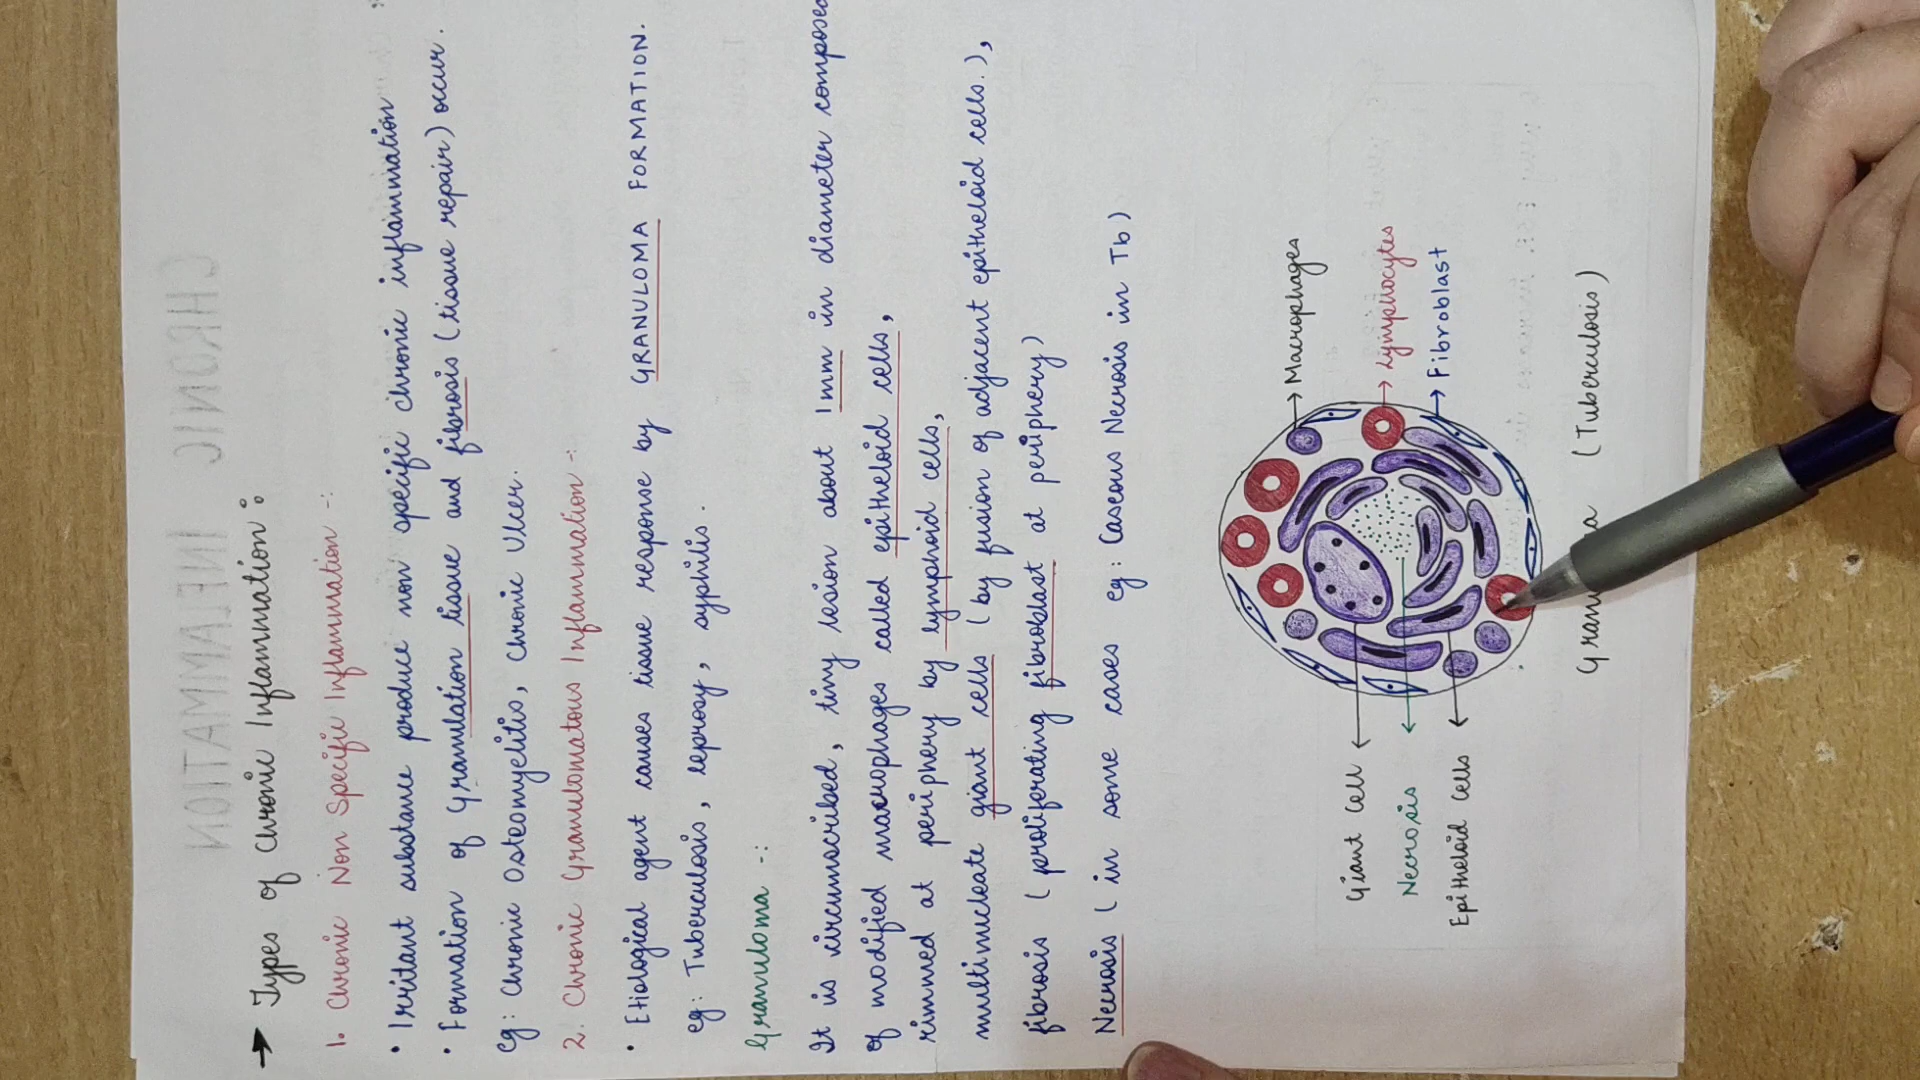 → Types of Chronic Inflammation :
1. Chronic Non Specific Inflammation -:
• Irritant substane produce non specific chronic inflammation
• Formation of Granulation tissue and fibrosis (tissue repair) occur.
eg: Chronic Osteomyelitis, Chronic Ulcer.
2. Chronic Granulomatous Inflammation -:
• Etiological agent causes tissue response by GRANULOMA FORMATION.
eg: Tuberculosis, leprosy, syphilis.
Granuloma -:
It is circumscribed, tiny lesion about 1mm in diameter composed
of modified macrophages called epitheloid cells,
rimmed at periphery by lymphoid cells,
multinucleate giant cells (by fusion of adjacent epitheloid cells.),
fibrosis (proliferating fibroblast at periphery)
Necrosis (in some cases eg: Caseous Necrosis in Tb)
→ Macrophages
→ Lymphocytes
→ Fibroblast
Giant Cell
Necrosis
Epitheloid Cells
(Tuberculosis)
CHRONIC INFLAMMATION